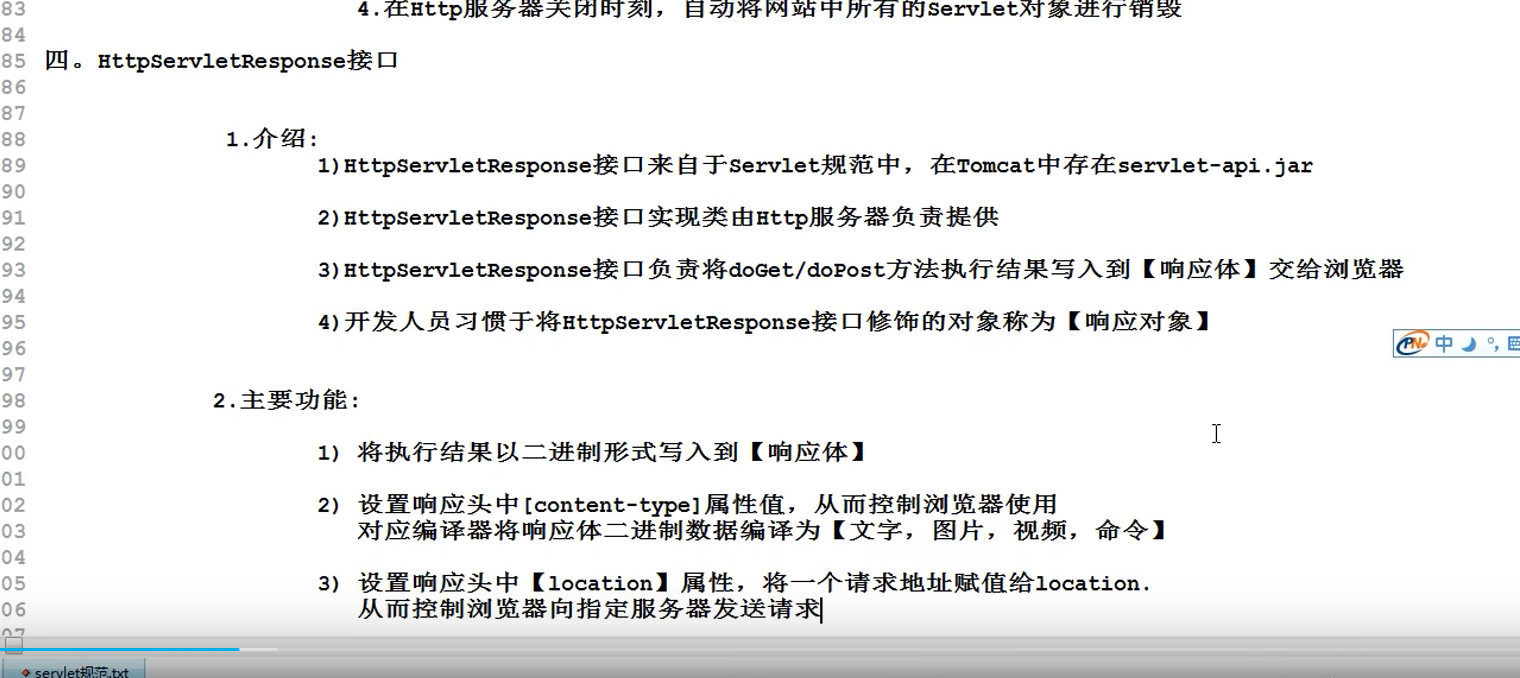 83 4.在Http服务器关闭时刻，自动将网站中所有的Servlet对象进行销毁
84
85 四。HttpServletResponse接口
86
87
88 1.介绍:
89 1)HttpServletResponse接口来自于Servlet规范中，在Tomcat中存在servlet-api.jar
90
91 2)HttpServletResponse接口实现类由Http服务器负责提供
92
93 3)HttpServletResponse接口负责将doGet/doPost方法执行结果写入到【响应体】交给浏览器
94
95 4)开发人员习惯于将HttpServletResponse接口修饰的对象称为【响应对象】
96 PN 中
97
98 2.主要功能:
99
00 1) 将执行结果以二进制形式写入到【响应体】
01
02 2) 设置响应头中[content-type]属性值，从而控制浏览器使用
03 对应编译器将响应体二进制数据编译为【文字，图片，视频，命令】
04
05 3) 设置响应头中【location】属性，将一个请求地址赋值给location.
06 从而控制浏览器向指定服务器发送请求
07
servlet规范.txt